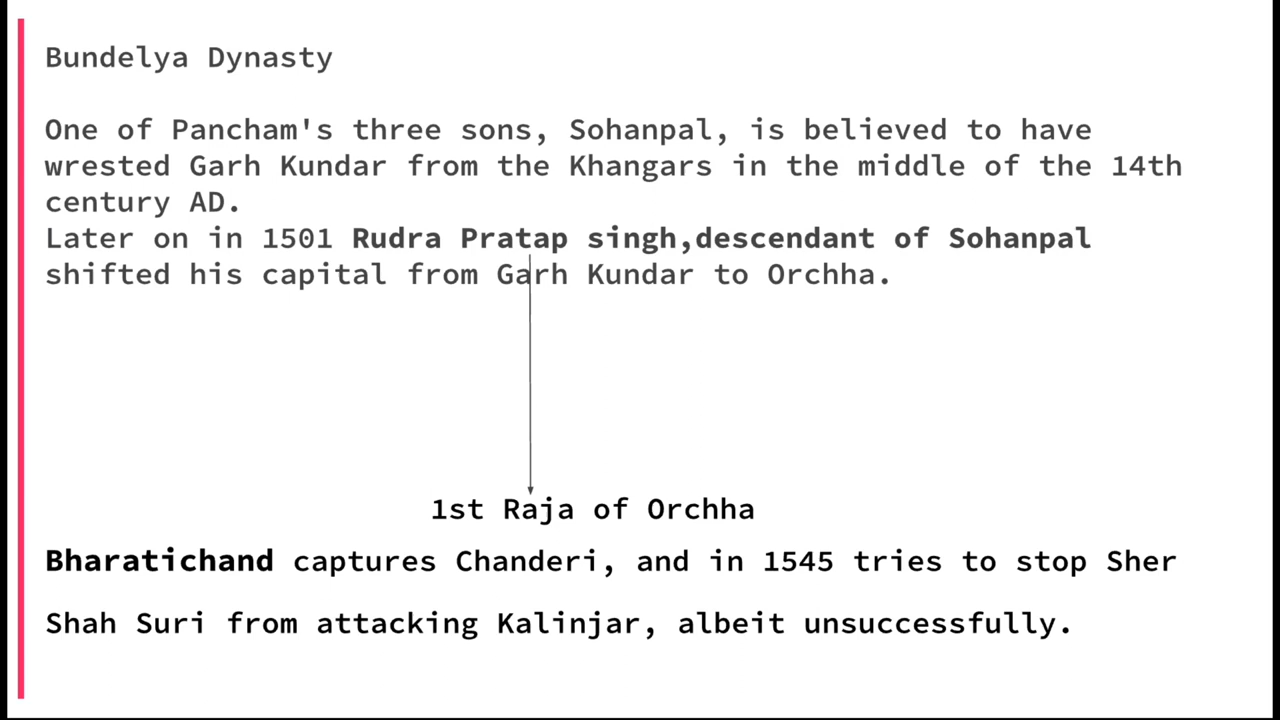 Bundelya Dynasty
One of Pancham's three sons, Sohanpal, is believed to have
wrested Garh Kundar from the Khangars in the middle of the 14th
century AD.
Later on in 1501 Rudra Pratap singh,descendant of Sohanpal
shifted his capital from Garh Kundar to Orchha.
1st Raja of Orchha
Bharatichand captures Chanderi, and in 1545 tries to stop Sher
Shah Suri from attacking Kalinjar, albeit unsuccessfully.